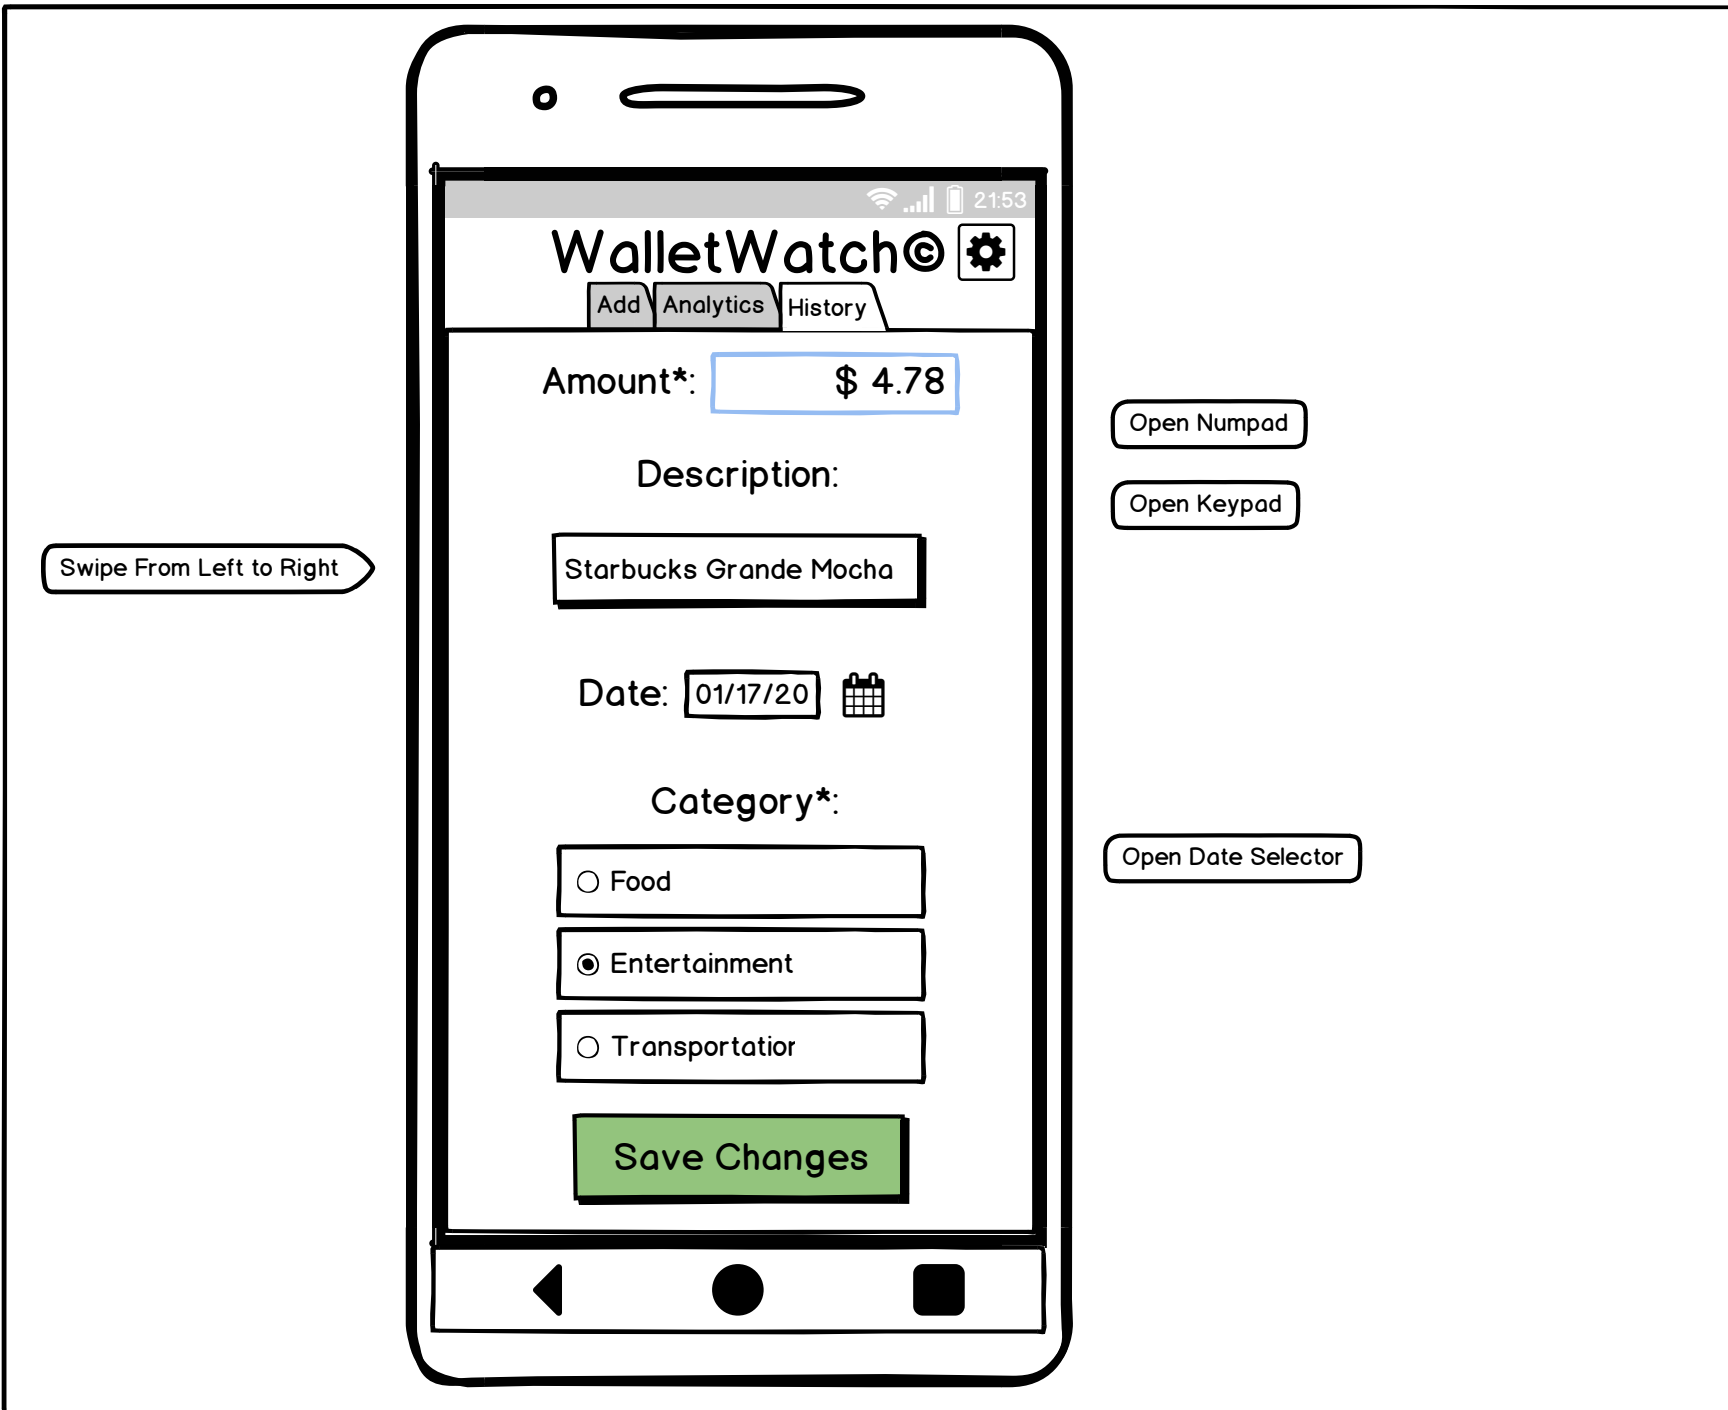 21:53
WalletWatch©
Add Analytics History
Amount*: $ 4.78
Open Numpad
Description:
Open Keypad
Swipe From Left to Right
Starbucks Grande Mocha
Date: 01/17/20
Category*:
Open Date Selector
Food
Entertainment
Transportation
Save Changes